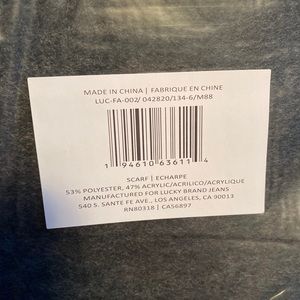 MADE IN CHINA | FABRIQUE EN CHINE
LUC-FA-002/ 042820/134-6/M88
1 94610 63611 4
SCARF | ECHARPE
53% POLYESTER, 47% ACRYLIC/ACRILICO/ACRYLIQUE
MANUFACTURED FOR LUCKY BRAND JEANS
540 S. SANTE FE AVE., LOS ANGELES, CA 90013
RN80318 | CA56897